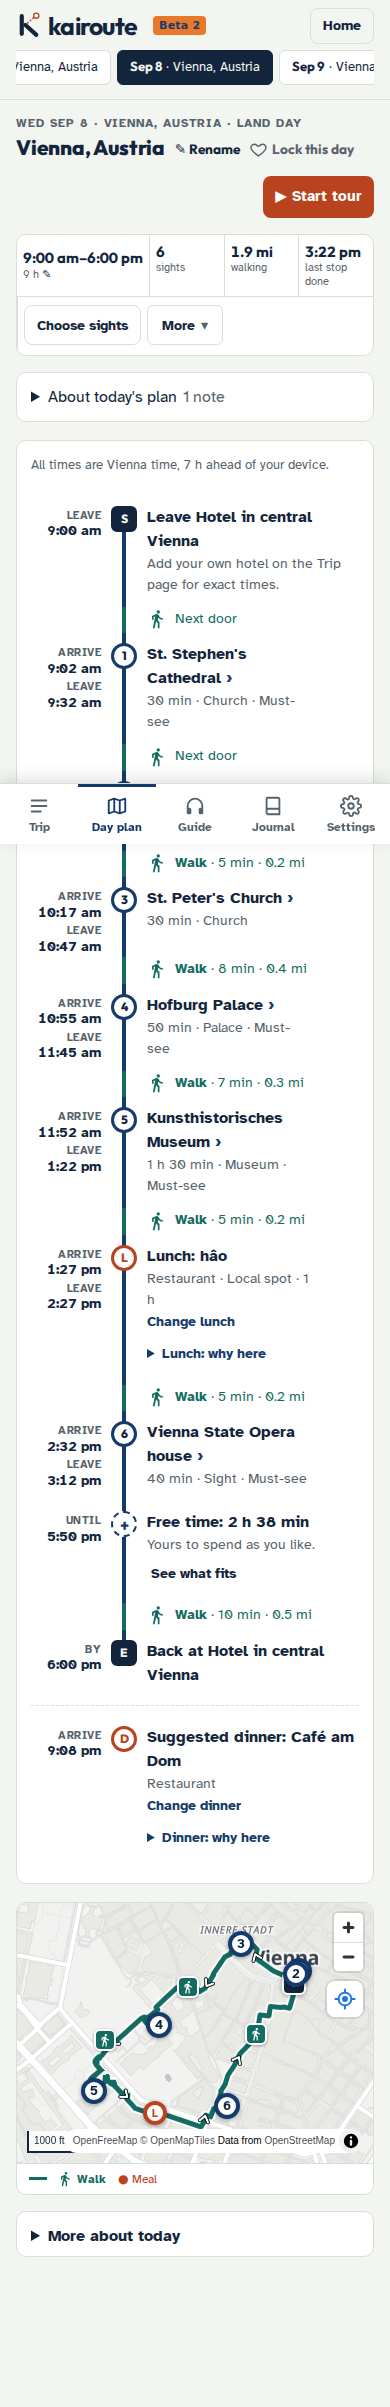 kairoute Beta 2 Home
Vienna, Austria Sep 8 · Vienna, Austria Sep 9 · Vienna
WED SEP 8 · VIENNA, AUSTRIA · LAND DAY
Vienna, Austria ✎ Rename Lock this day
▶ Start tour
9:00 am–6:00 pm
9 h ✎
6
sights
1.9 mi
walking
3:22 pm
last stop
done
Choose sights More ▾
▶ About today's plan 1 note
All times are Vienna time, 7 h ahead of your device.
LEAVE
9:00 am
S
Leave Hotel in central
Vienna
Add your own hotel on the Trip
page for exact times.
Next door
ARRIVE
9:02 am
LEAVE
9:32 am
1
St. Stephen's
Cathedral ›
30 min · Church · Must-
see
Next door
Trip Day plan Guide Journal Settings
Walk · 5 min · 0.2 mi
ARRIVE
10:17 am
LEAVE
10:47 am
3
St. Peter's Church ›
30 min · Church
Walk · 8 min · 0.4 mi
ARRIVE
10:55 am
LEAVE
11:45 am
4
Hofburg Palace ›
50 min · Palace · Must-
see
Walk · 7 min · 0.3 mi
ARRIVE
11:52 am
LEAVE
1:22 pm
5
Kunsthistorisches
Museum ›
1 h 30 min · Museum ·
Must-see
Walk · 5 min · 0.2 mi
ARRIVE
1:27 pm
LEAVE
2:27 pm
L
Lunch: hâo
Restaurant · Local spot · 1
h
Change lunch
▶ Lunch: why here
Walk · 5 min · 0.2 mi
ARRIVE
2:32 pm
LEAVE
3:12 pm
6
Vienna State Opera
house ›
40 min · Sight · Must-see
UNTIL
5:50 pm
+
Free time: 2 h 38 min
Yours to spend as you like.
See what fits
Walk · 10 min · 0.5 mi
BY
6:00 pm
E
Back at Hotel in central
Vienna
ARRIVE
9:08 pm
D
Suggested dinner: Café am
Dom
Restaurant
Change dinner
▶ Dinner: why here
INNERE STADT
Vienna
3
2
4
5
L
6
+
−
1000 ft OpenFreeMap © OpenMapTiles Data from OpenStreetMap
Walk Meal
▶ More about today